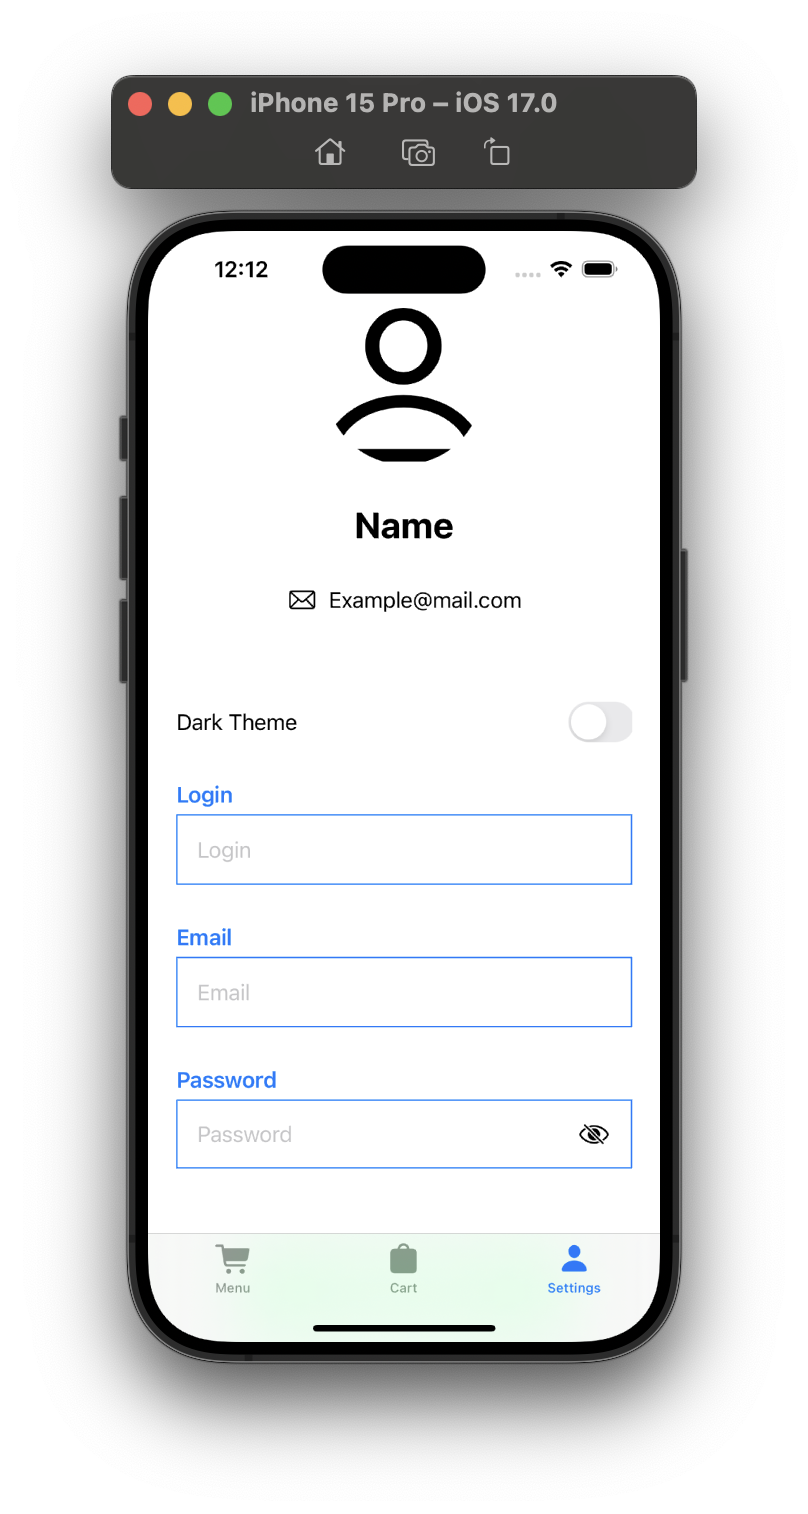 iPhone 15 Pro – iOS 17.0
12:12
Name
Example@mail.com
Dark Theme
Login
Login
Email
Email
Password
Password
Menu
Cart
Settings